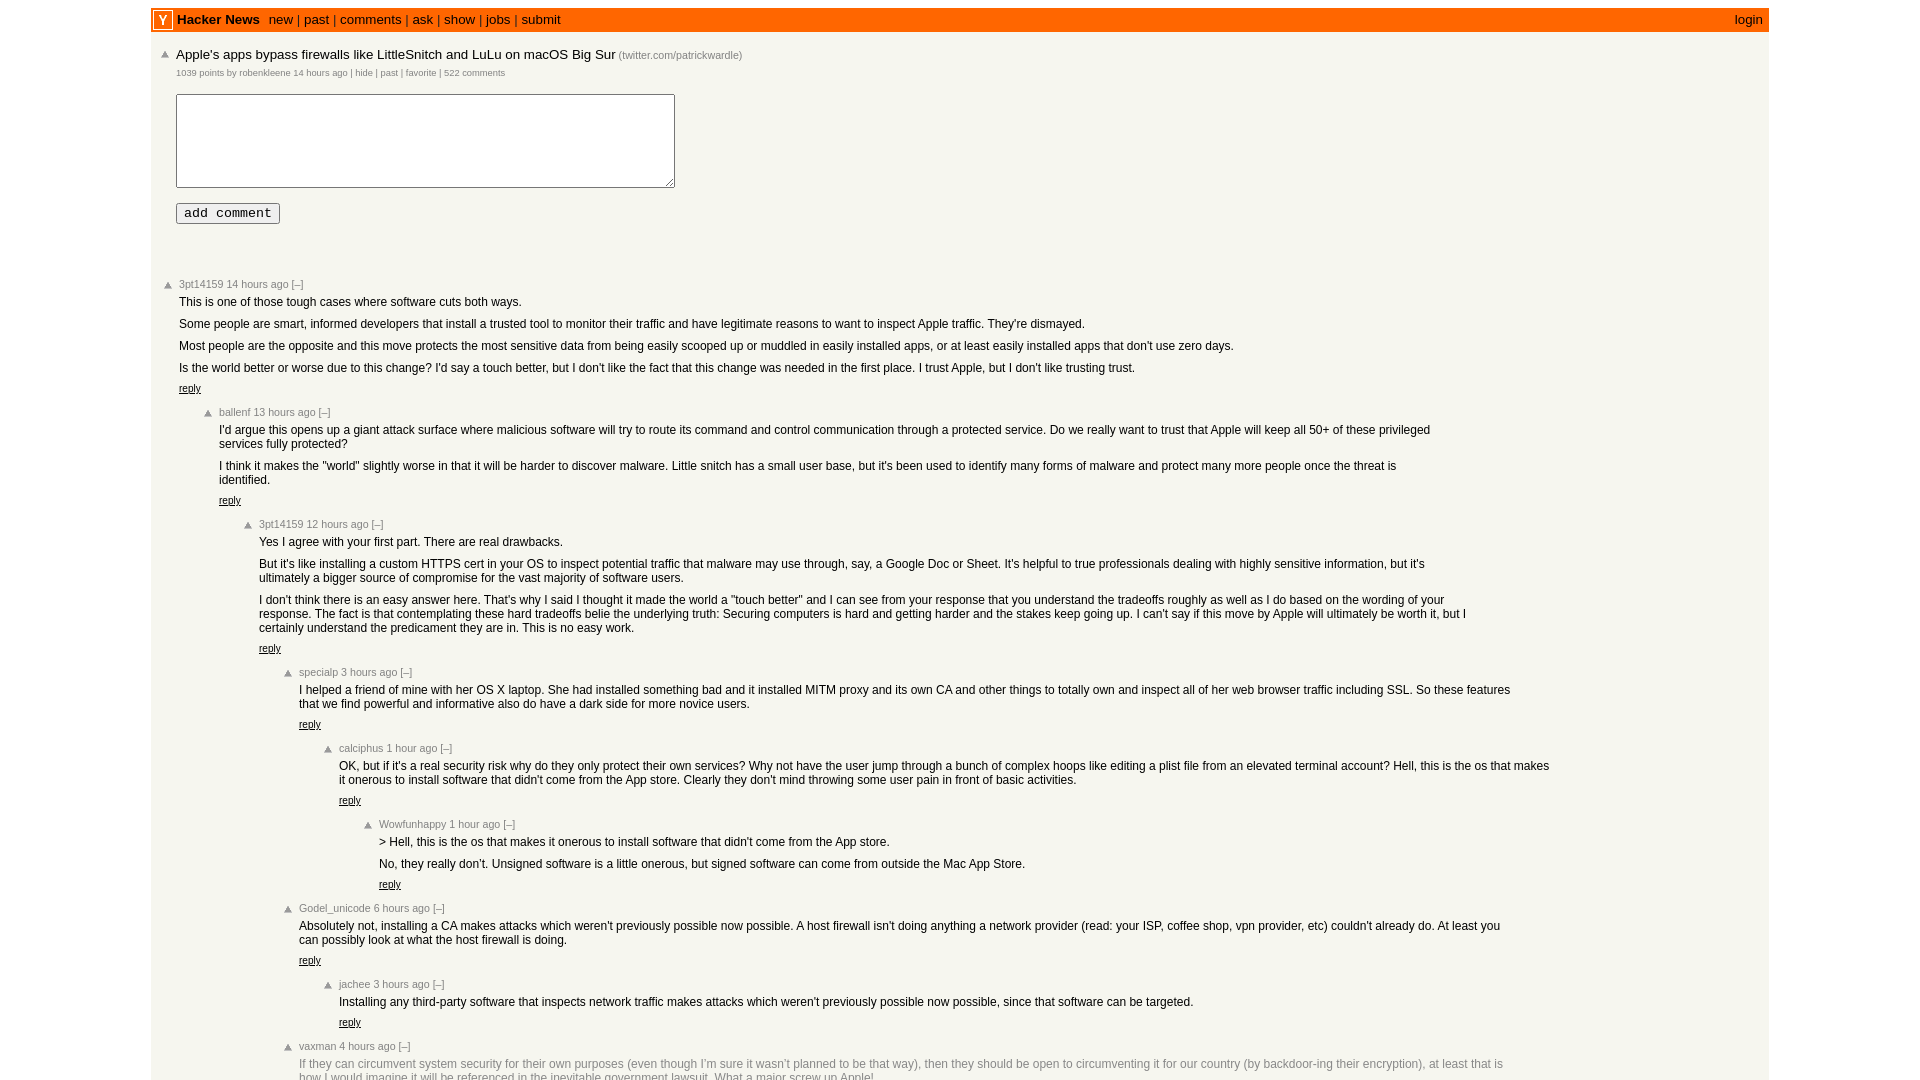 Y Hacker News new | past | comments | ask | show | jobs | submit login
Apple's apps bypass firewalls like LittleSnitch and LuLu on macOS Big Sur (twitter.com/patrickwardle)
1039 points by robenkleene 14 hours ago | hide | past | favorite | 522 comments
add comment
3pt14159 14 hours ago [–]
This is one of those tough cases where software cuts both ways.
Some people are smart, informed developers that install a trusted tool to monitor their traffic and have legitimate reasons to want to inspect Apple traffic. They're dismayed.
Most people are the opposite and this move protects the most sensitive data from being easily scooped up or muddled in easily installed apps, or at least easily installed apps that don't use zero days.
Is the world better or worse due to this change? I'd say a touch better, but I don't like the fact that this change was needed in the first place. I trust Apple, but I don't like trusting trust.
reply
ballenf 13 hours ago [–]
I'd argue this opens up a giant attack surface where malicious software will try to route its command and control communication through a protected service. Do we really want to trust that Apple will keep all 50+ of these privileged
services fully protected?
I think it makes the "world" slightly worse in that it will be harder to discover malware. Little snitch has a small user base, but it's been used to identify many forms of malware and protect many more people once the threat is
identified.
reply
3pt14159 12 hours ago [–]
Yes I agree with your first part. There are real drawbacks.
But it's like installing a custom HTTPS cert in your OS to inspect potential traffic that malware may use through, say, a Google Doc or Sheet. It's helpful to true professionals dealing with highly sensitive information, but it's
ultimately a bigger source of compromise for the vast majority of software users.
I don't think there is an easy answer here. That's why I said I thought it made the world a "touch better" and I can see from your response that you understand the tradeoffs roughly as well as I do based on the wording of your
response. The fact is that contemplating these hard tradeoffs belie the underlying truth: Securing computers is hard and getting harder and the stakes keep going up. I can't say if this move by Apple will ultimately be worth it, but I
certainly understand the predicament they are in. This is no easy work.
reply
specialp 3 hours ago [–]
I helped a friend of mine with her OS X laptop. She had installed something bad and it installed MITM proxy and its own CA and other things to totally own and inspect all of her web browser traffic including SSL. So these features
that we find powerful and informative also do have a dark side for more novice users.
reply
calciphus 1 hour ago [–]
OK, but if it's a real security risk why do they only protect their own services? Why not have the user jump through a bunch of complex hoops like editing a plist file from an elevated terminal account? Hell, this is the os that makes
it onerous to install software that didn't come from the App store. Clearly they don't mind throwing some user pain in front of basic activities.
reply
Wowfunhappy 1 hour ago [–]
> Hell, this is the os that makes it onerous to install software that didn't come from the App store.
No, they really don’t. Unsigned software is a little onerous, but signed software can come from outside the Mac App Store.
reply
Godel_unicode 6 hours ago [–]
Absolutely not, installing a CA makes attacks which weren't previously possible now possible. A host firewall isn't doing anything a network provider (read: your ISP, coffee shop, vpn provider, etc) couldn't already do. At least you
can possibly look at what the host firewall is doing.
reply
jachee 3 hours ago [–]
Installing any third-party software that inspects network traffic makes attacks which weren't previously possible now possible, since that software can be targeted.
reply
vaxman 4 hours ago [–]
If they can circumvent system security for their own purposes (even though I’m sure it wasn’t planned to be that way), then they should be open to circumventing it for our country (by backdoor-ing their encryption), at least that is
how I would imagine it will be referenced in the inevitable government lawsuit. What a major screw up Apple!